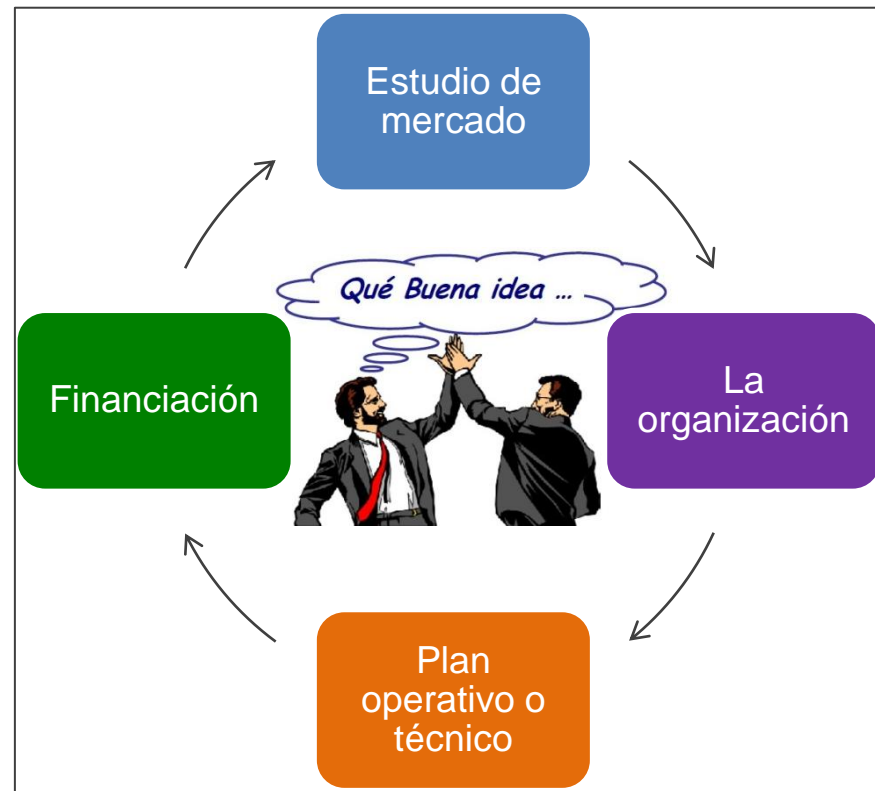 Estudio de
mercado
Qué Buena idea ...
Financiación
La
organización
Plan
operativo o
técnico